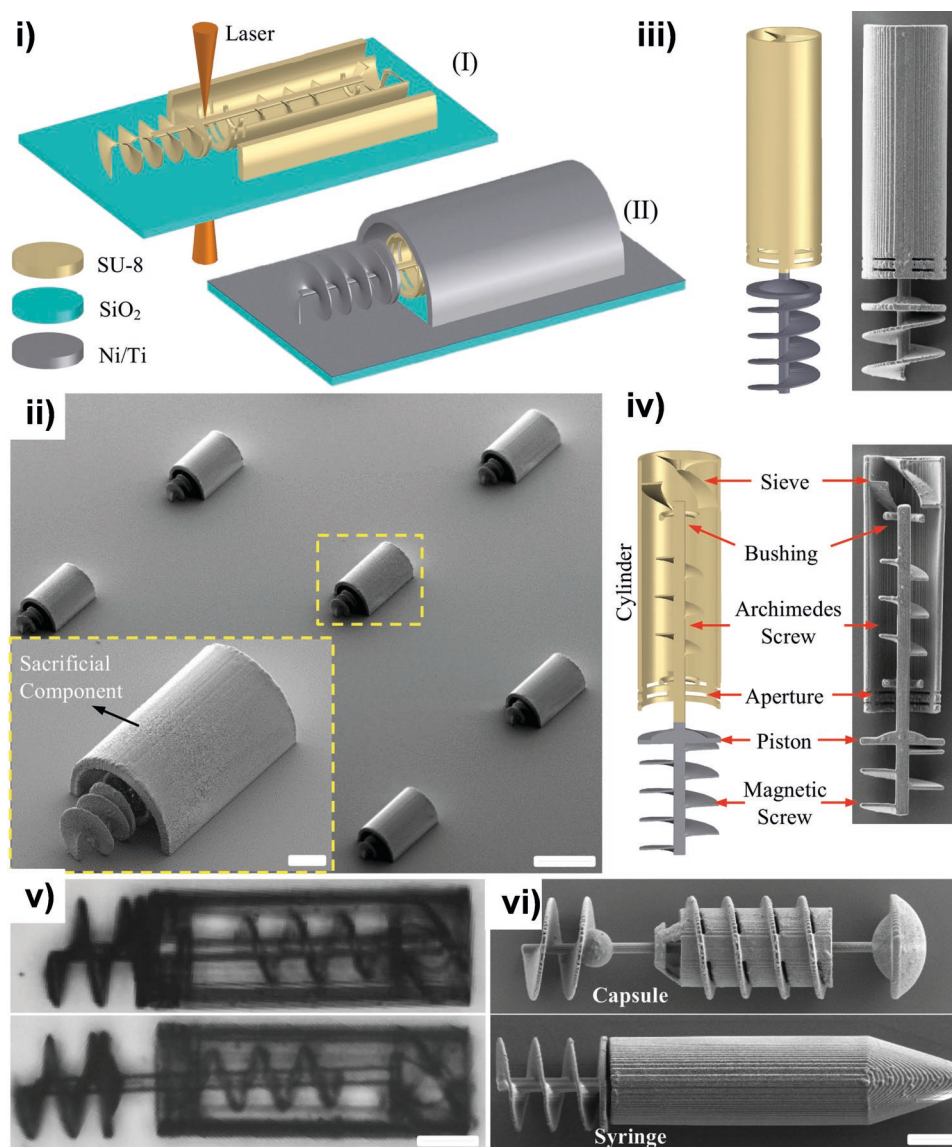 i)
Laser
(I)
(II)
SU-8
SiO₂
Ni/Ti
iii)
ii)
Sacrificial
Component
iv)
Cylinder
Sieve
Bushing
Archimedes
Screw
Aperture
Piston
Magnetic
Screw
v)
vi)
Capsule
Syringe